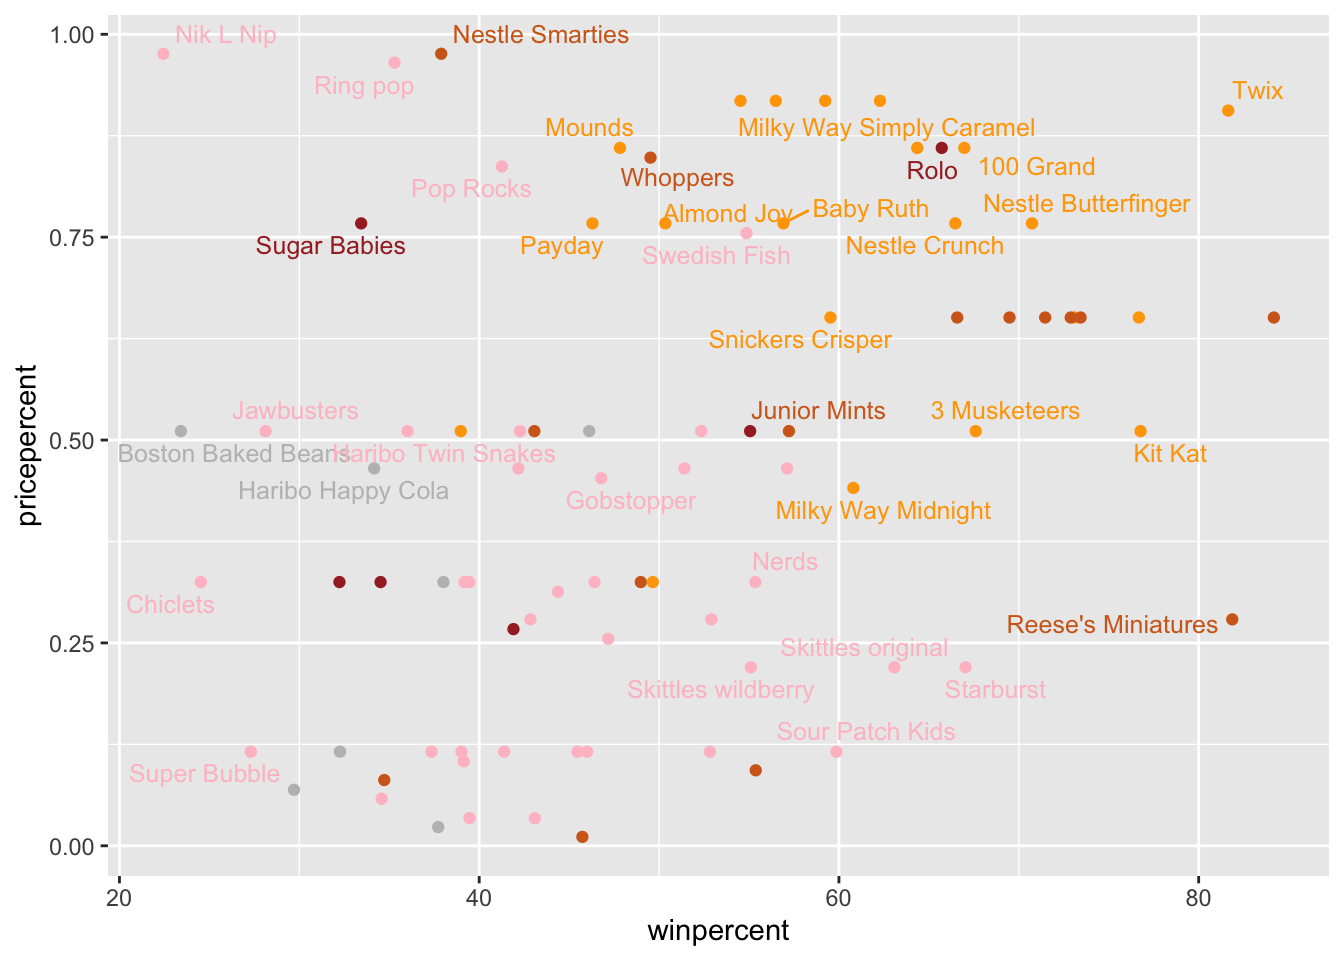 1.00
Nik L Nip
Nestle Smarties
Ring pop
Twix
Mounds
Milky Way Simply Caramel
Whoppers
Rolo
100 Grand
Pop Rocks
Almond Joy
Baby Ruth
Nestle Butterfinger
0.75
Sugar Babies
Payday
Swedish Fish
Nestle Crunch
Snickers Crisper
pricepercent
Jawbusters
Junior Mints
3 Musketeers
0.50
Boston Baked Beans
Haribo Twin Snakes
Kit Kat
Haribo Happy Cola
Gobstopper
Milky Way Midnight
Nerds
Chiclets
Reese's Miniatures
0.25
Skittles original
Skittles wildberry
Starburst
Sour Patch Kids
Super Bubble
0.00
20
40
60
80
winpercent